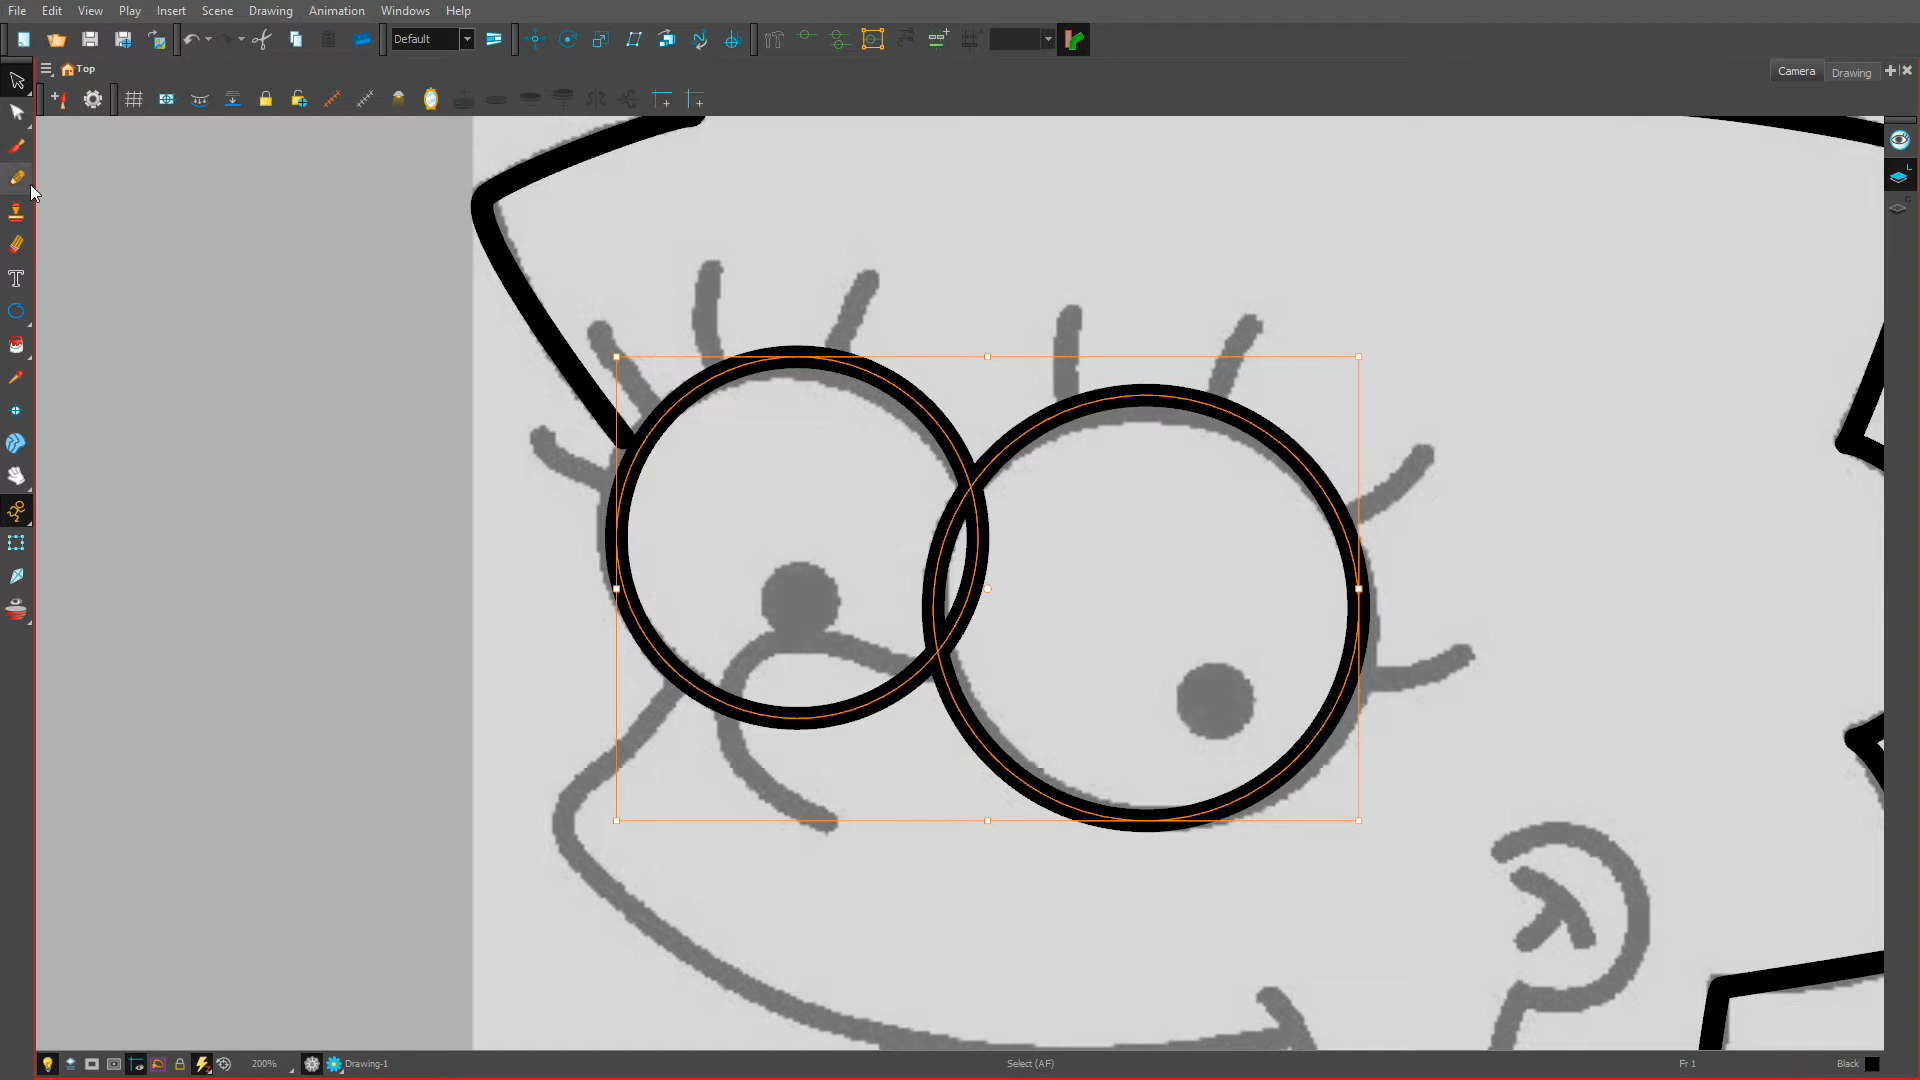 File Edit View Play Insert Scene Drawing Animation Windows Help
Default
Top
Camera Drawing
T
L
C
200% Drawing-1 Select (AF) Fr 1 Black